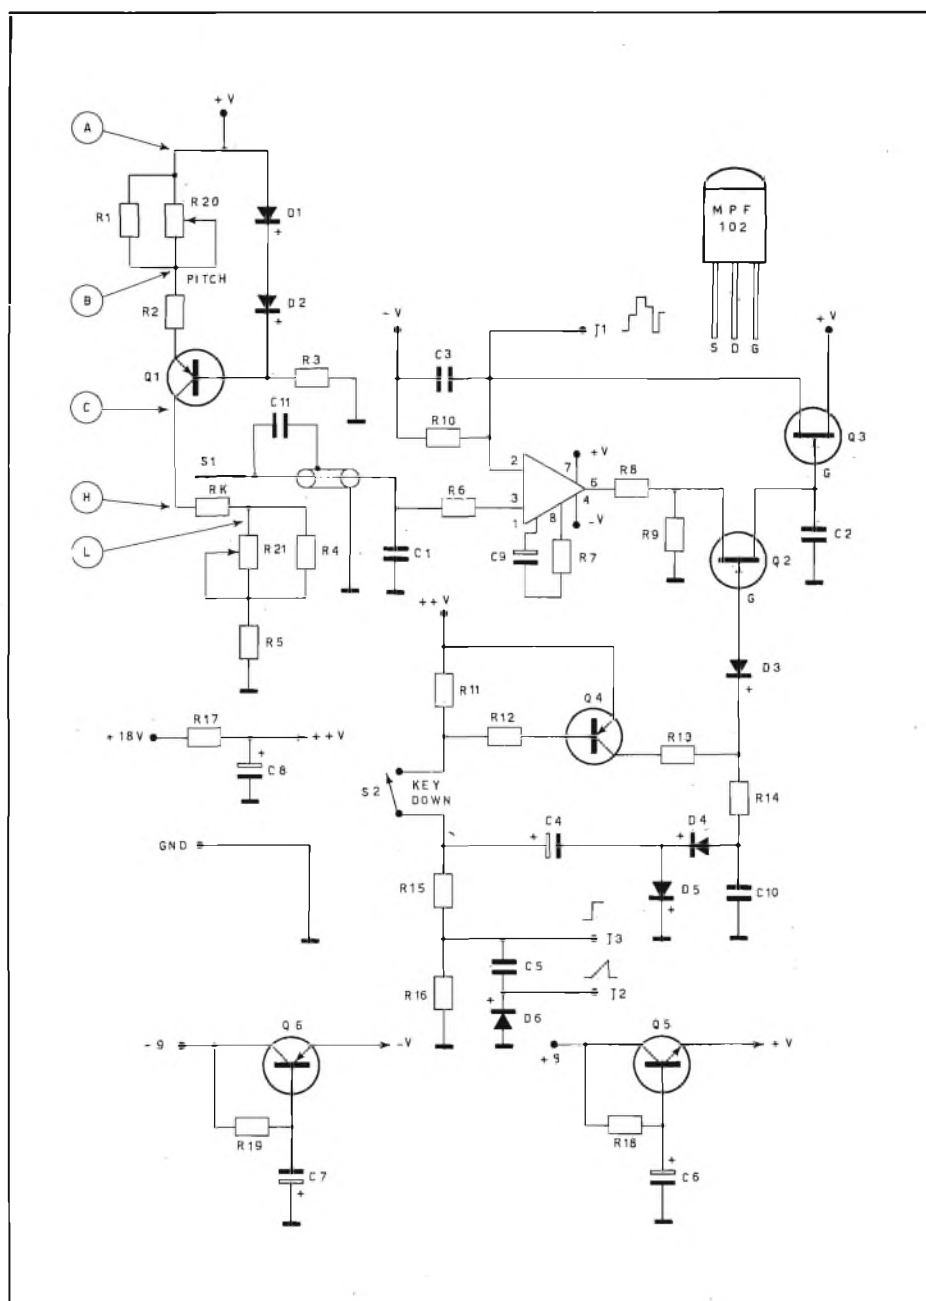 +V
A
R1
R20
D1
+
B
PITCH
R2
D2
+
Q1
R3
C
C11
S1
H
RK
L
R21
R4
R5
MPF
102
S D G
-V
J1
C3
R10
+V
Q3
G
2
7
+V
6
R8
3
4
-V
1
8
R6
C1
C9
R7
R9
Q2
C2
G
++V
D3
+
R11
Q4
R12
R13
+18V
R17
++V
+
C8
S2
KEY
DOWN
R14
C4
+
D4
+
GND
R15
D5
+
C10
J3
C5
R16
+
J2
D6
Q6
-9
-V
R19
C7
+
Q5
+9
+V
R18
+
C6